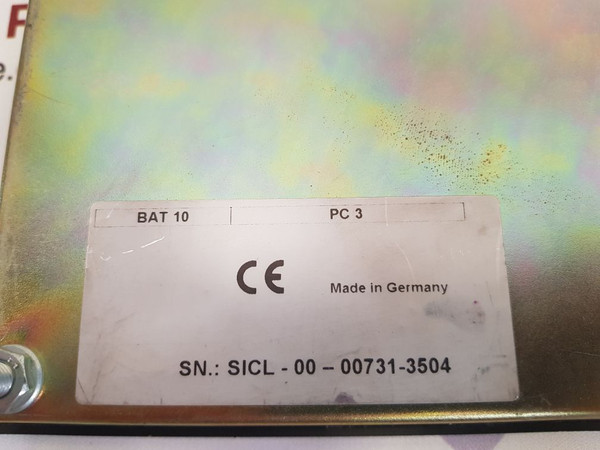 BAT 10 PC 3
CE
Made in Germany
SN.: SICL - 00 – 00731-3504